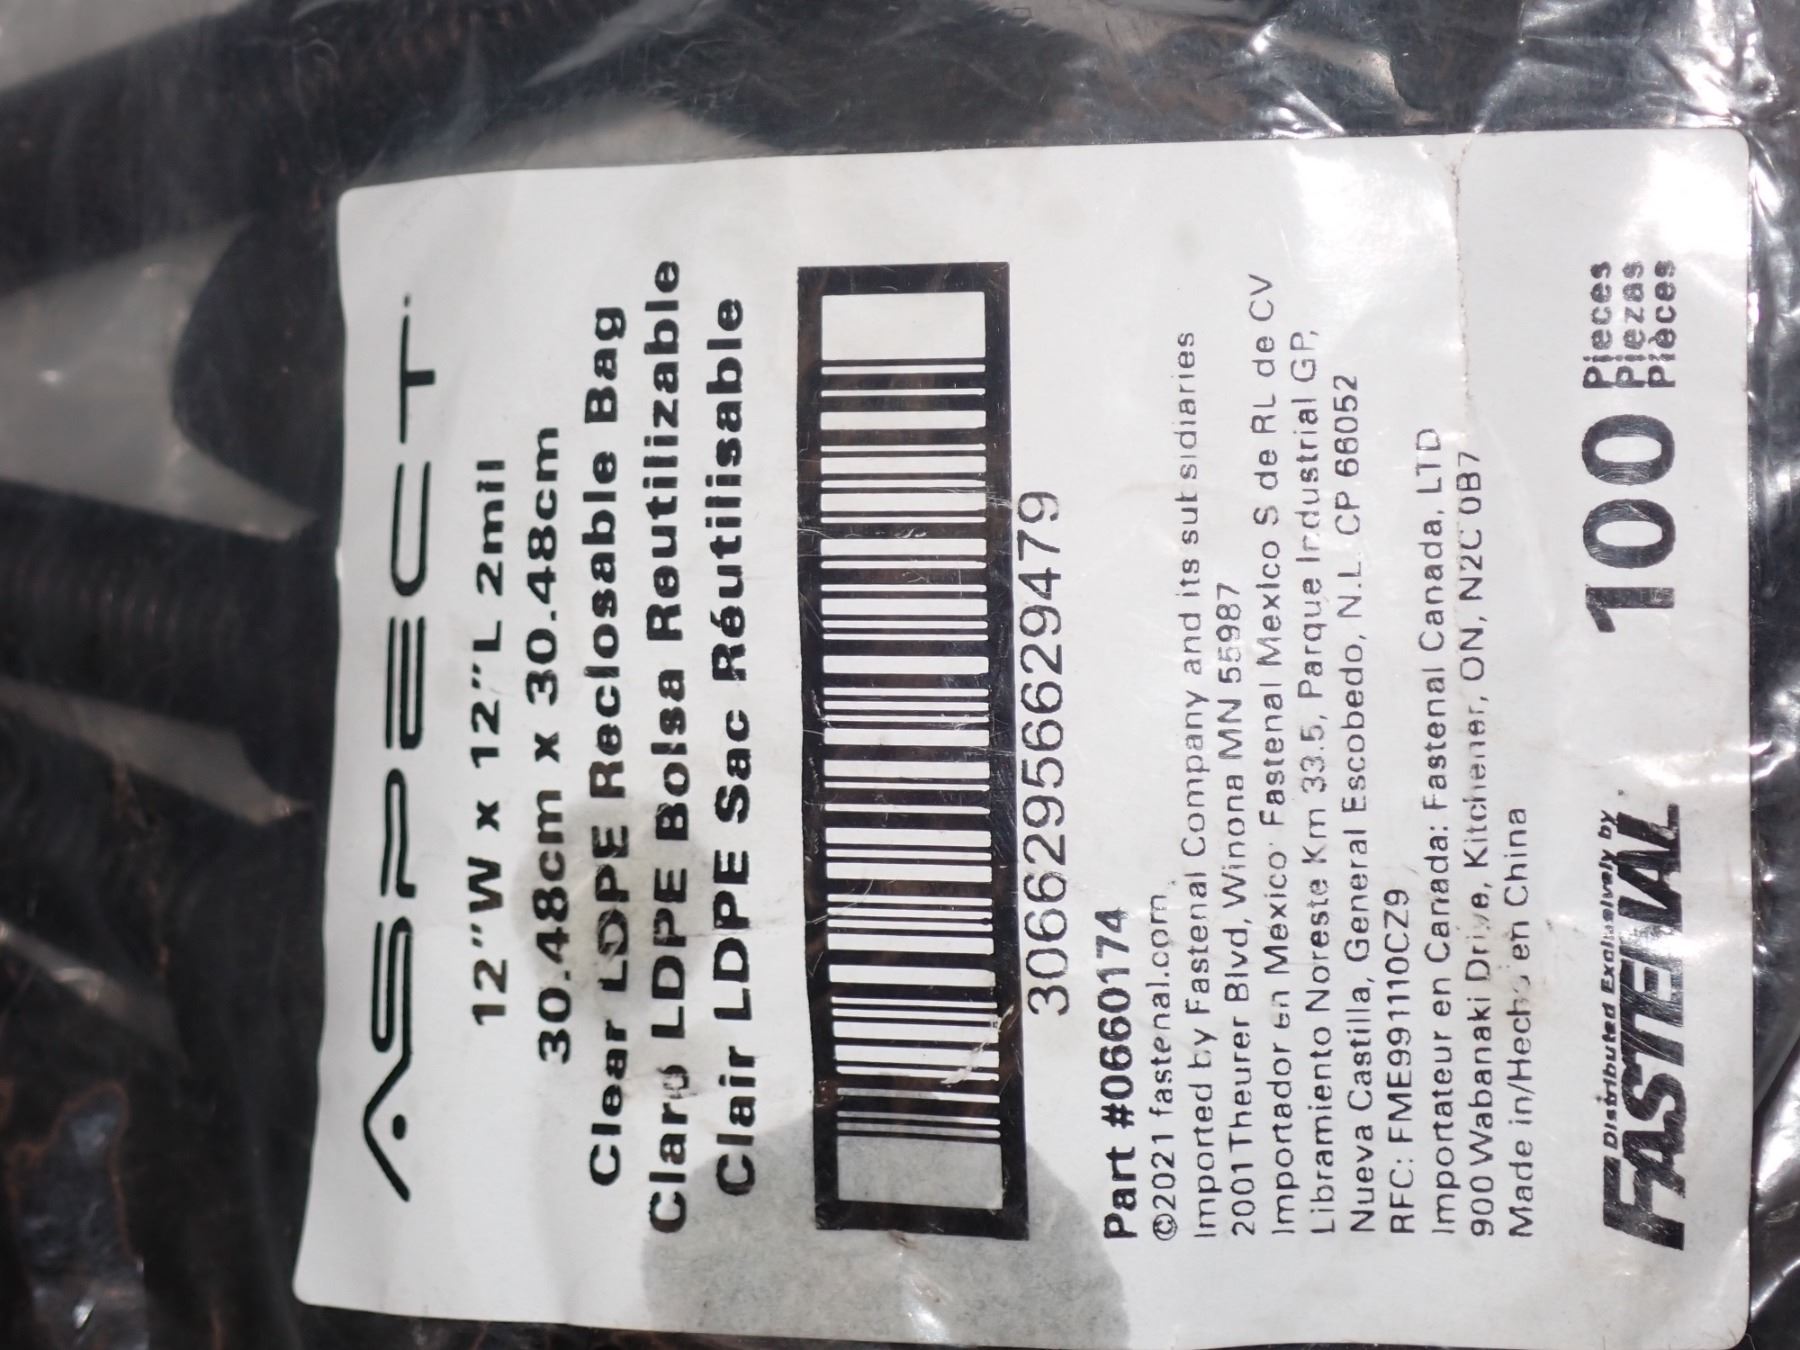 ASPECT
12"W x 12"L 2mil
30.48cm x 30.48cm
Clear LDPE Reclosable Bag
Claro LDPE Bolsa Reutilizable
Clair LDPE Sac Réutilisable
30662956629479
Part #0660174
©2021 fastenal.com
Imported by Fastenal Company and its subsidiaries
2001 Theurer Blvd, Winona MN 55987
Importador en Mexico: Fastenal Mexico S de RL de CV
Libramiento Noreste Km 33.5, Parque Industrial GP,
Nueva Castilla, General Escobedo, N.L. CP 66052
RFC: FME991110CZ9
Importateur en Canada: Fastenal Canada, LTD
900 Wabanaki Drive, Kitchener, ON, N2C 0B7
Made in/Hecho en China
Distributed Exclusively by
FASTENAL
100
Pieces
Piezas
Pièces